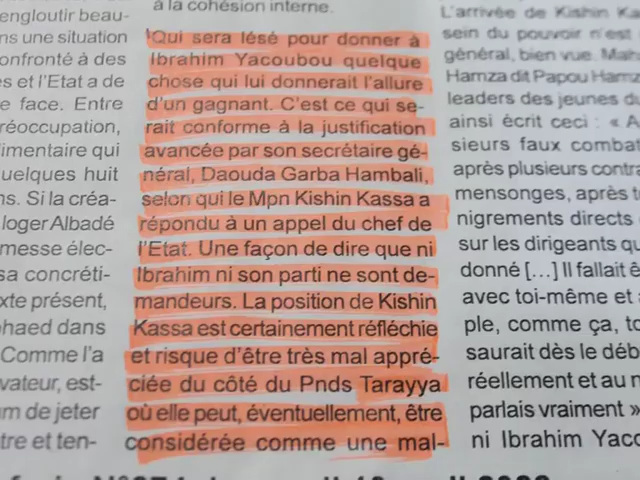 à la cohésion interne.
engloutir beau-
ans une situation
confronté à des
es et l'Etat a de
e face. Entre
réoccupation,
limentaire qui
uelques huit
ns. Si la créa-
loger Albadé
messe élec-
sa concréti-
xte présent,
phaed dans
Comme l'a
vateur, est-
um de jeter
tre et ten-
Qui sera lésé pour donner à
Ibrahim Yacoubou quelque
chose qui lui donnerait l'allure
d'un gagnant. C'est ce qui se-
rait conforme à la justification
avancée par son secrétaire gé-
néral, Daouda Garba Hambali,
selon qui le Mpn Kishin Kassa a
répondu à un appel du chef de
l'Etat. Une façon de dire que ni
Ibrahim ni son parti ne sont de-
mandeurs. La position de Kishin
Kassa est certainement réfléchie
et risque d'être très mal appré-
ciée du côté du Pnds Tarayya
où elle peut, éventuellement, être
considérée comme une mal-
L'arrivée de Kishin Kas
sein du pouvoir n'est
général, bien vue. Maha
Hamza dit Papou Hamz
leaders des jeunes du
ainsi écrit ceci : « A
sieurs faux combat
après plusieurs contra
mensonges, après t
nigrements directs
sur les dirigeants qu
donné [...] Il fallait ê
avec toi-même et a
ple, comme ça, to
saurait dès le déb
réellement et au n
parlais vraiment »
ni Ibrahim Yaco